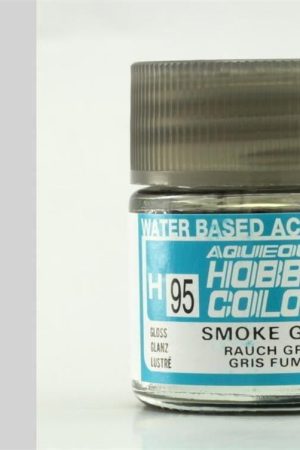 WATER BASED AC
AQUEOU
HOBB
COLO
H 95
GLOSS
GLANZ
LUSTRÉ
SMOKE G
RAUCH GR
GRIS FUM